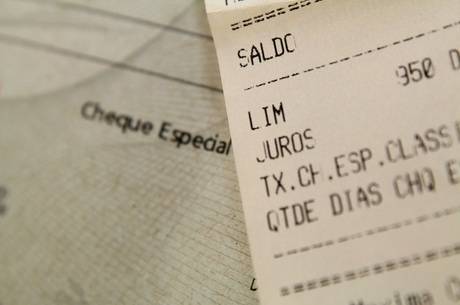 Cheque Especial
SALDO
950 D
LIM
JUROS
TX.CH.ESP.CLASS
QTDE DIAS CHQ E